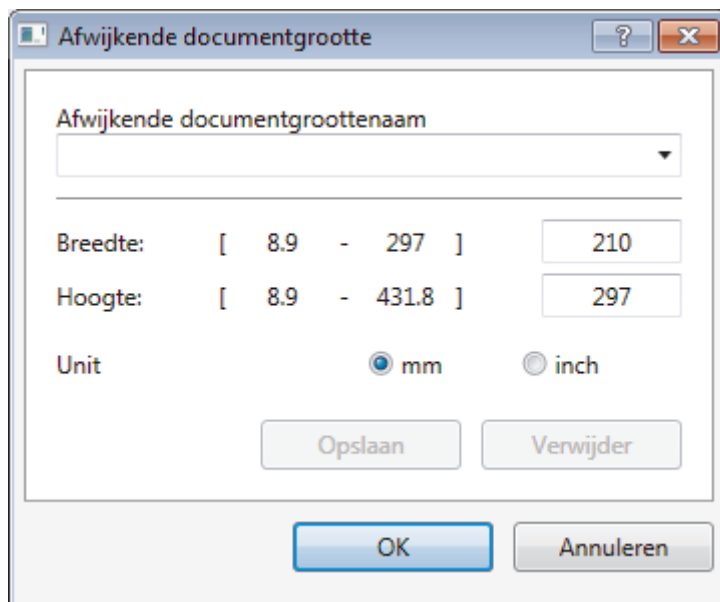 Afwijkende documentgrootte
Afwijkende documentgroottenaam
Breedte: [ 8.9 - 297 ] 210
Hoogte: [ 8.9 - 431.8 ] 297
Unit mm inch
Opslaan Verwijder
OK Annuleren